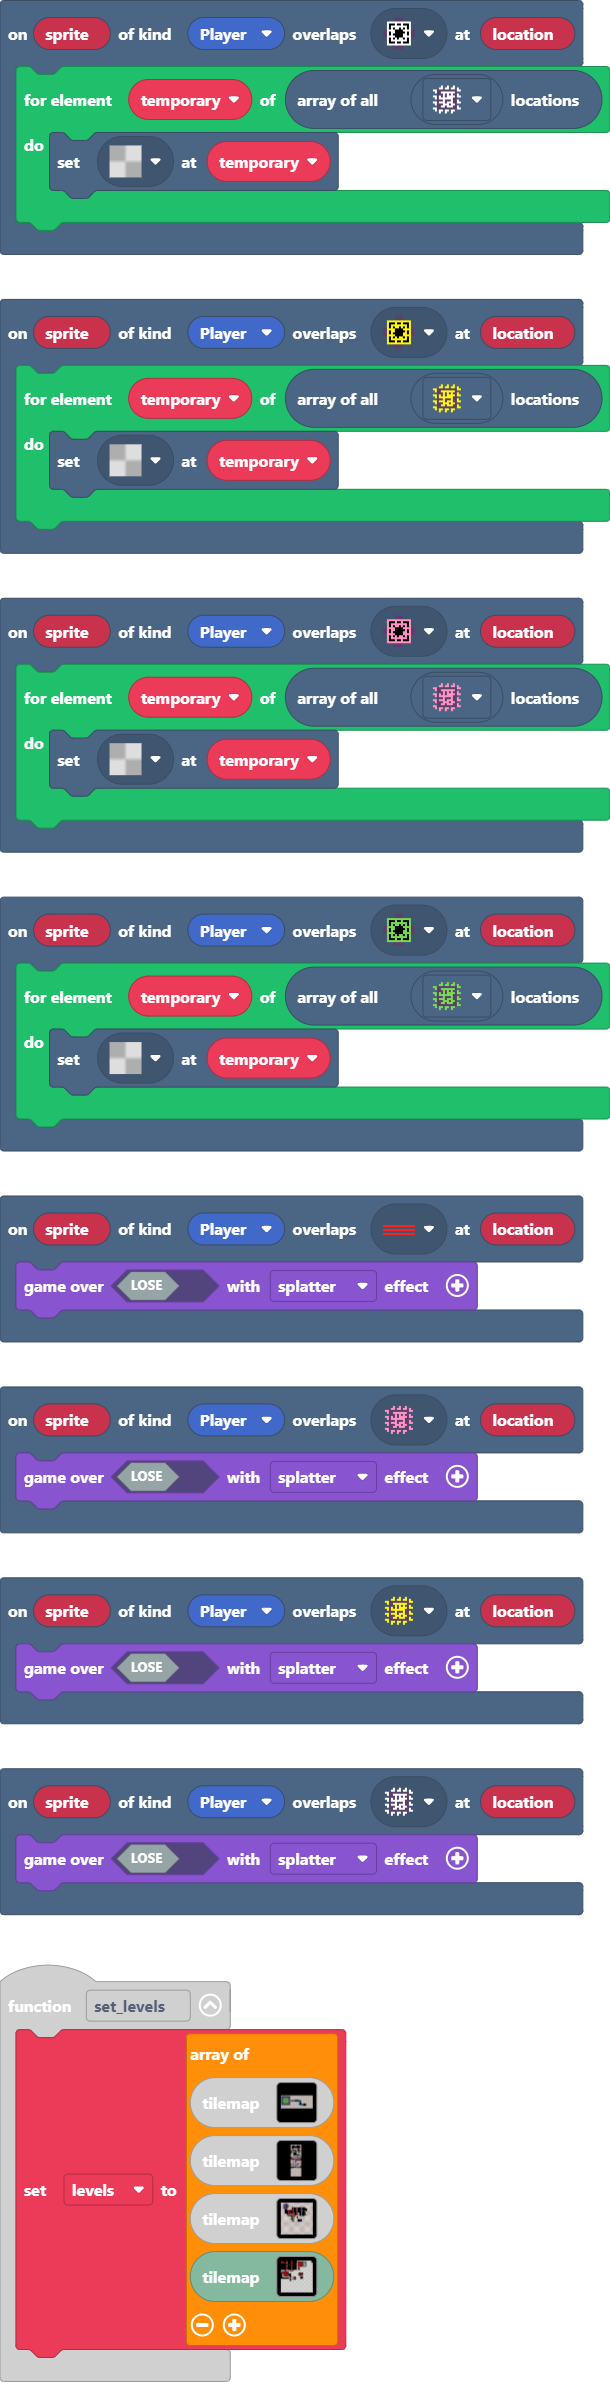 on sprite of kind Player overlaps at location
for element temporary of array of all locations
do
set at temporary
on sprite of kind Player overlaps at location
for element temporary of array of all locations
do
set at temporary
on sprite of kind Player overlaps at location
for element temporary of array of all locations
do
set at temporary
on sprite of kind Player overlaps at location
for element temporary of array of all locations
do
set at temporary
on sprite of kind Player overlaps at location
game over LOSE with splatter effect
on sprite of kind Player overlaps at location
game over LOSE with splatter effect
on sprite of kind Player overlaps at location
game over LOSE with splatter effect
on sprite of kind Player overlaps at location
game over LOSE with splatter effect
function set_levels
array of
tilemap
tilemap
set levels to
tilemap
tilemap